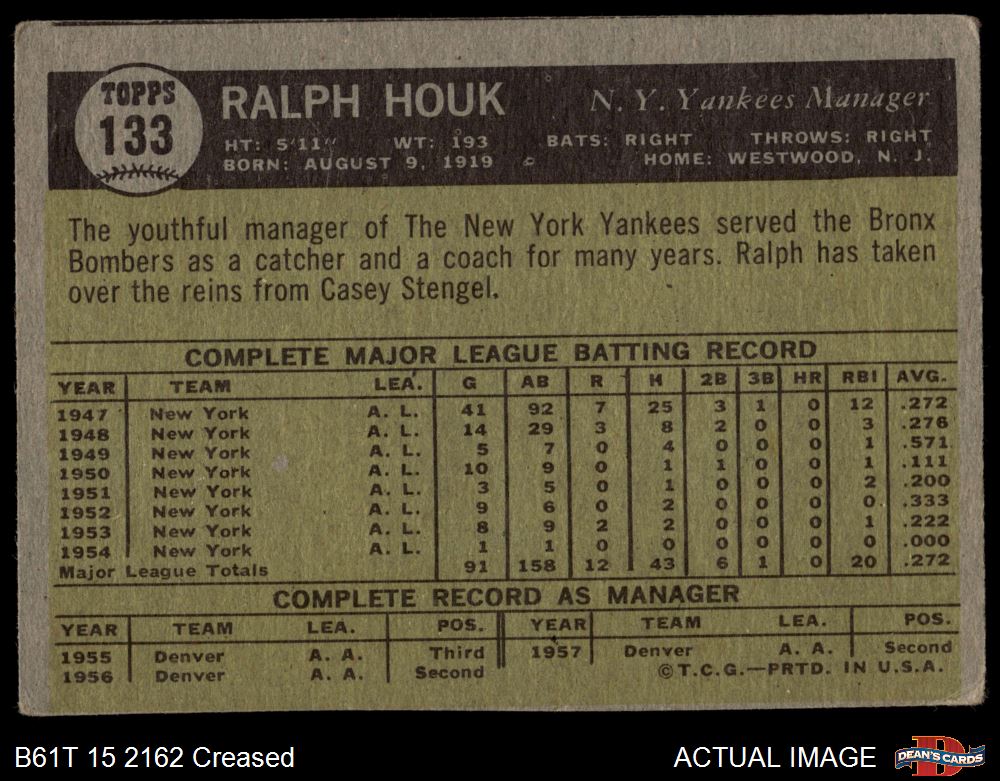 TOPPS
133
RALPH HOUK N. Y. Yankees Manager
HT: 5'11" WT: 193 BATS: RIGHT THROWS: RIGHT
BORN: AUGUST 9, 1919 HOME: WESTWOOD, N. J.
The youthful manager of The New York Yankees served the Bronx
Bombers as a catcher and a coach for many years. Ralph has taken
over the reins from Casey Stengel.
COMPLETE MAJOR LEAGUE BATTING RECORD
YEAR TEAM LEA. G AB R H 2B 3B HR RBI AVG.
1947 New York A. L. 41 92 7 25 3 1 0 12 .272
1948 New York A. L. 14 29 3 8 2 0 0 3 .276
1949 New York A. L. 5 7 0 4 0 0 0 1 .571
1950 New York A. L. 10 9 0 1 1 0 0 1 .111
1951 New York A. L. 3 5 0 1 0 0 0 2 .200
1952 New York A. L. 9 6 0 2 0 0 0 0 .333
1953 New York A. L. 8 9 2 2 0 0 0 1 .222
1954 New York A. L. 1 1 0 0 0 0 0 0 .000
Major League Totals 91 158 12 43 6 1 0 20 .272
COMPLETE RECORD AS MANAGER
YEAR TEAM LEA. POS. YEAR TEAM LEA. POS.
1955 Denver A. A. Third 1957 Denver A. A. Second
1956 Denver A. A. Second ©T.C.G.—PRTD. IN U.S.A.
B61T 15 2162 Creased ACTUAL IMAGE DEAN'S CARDS